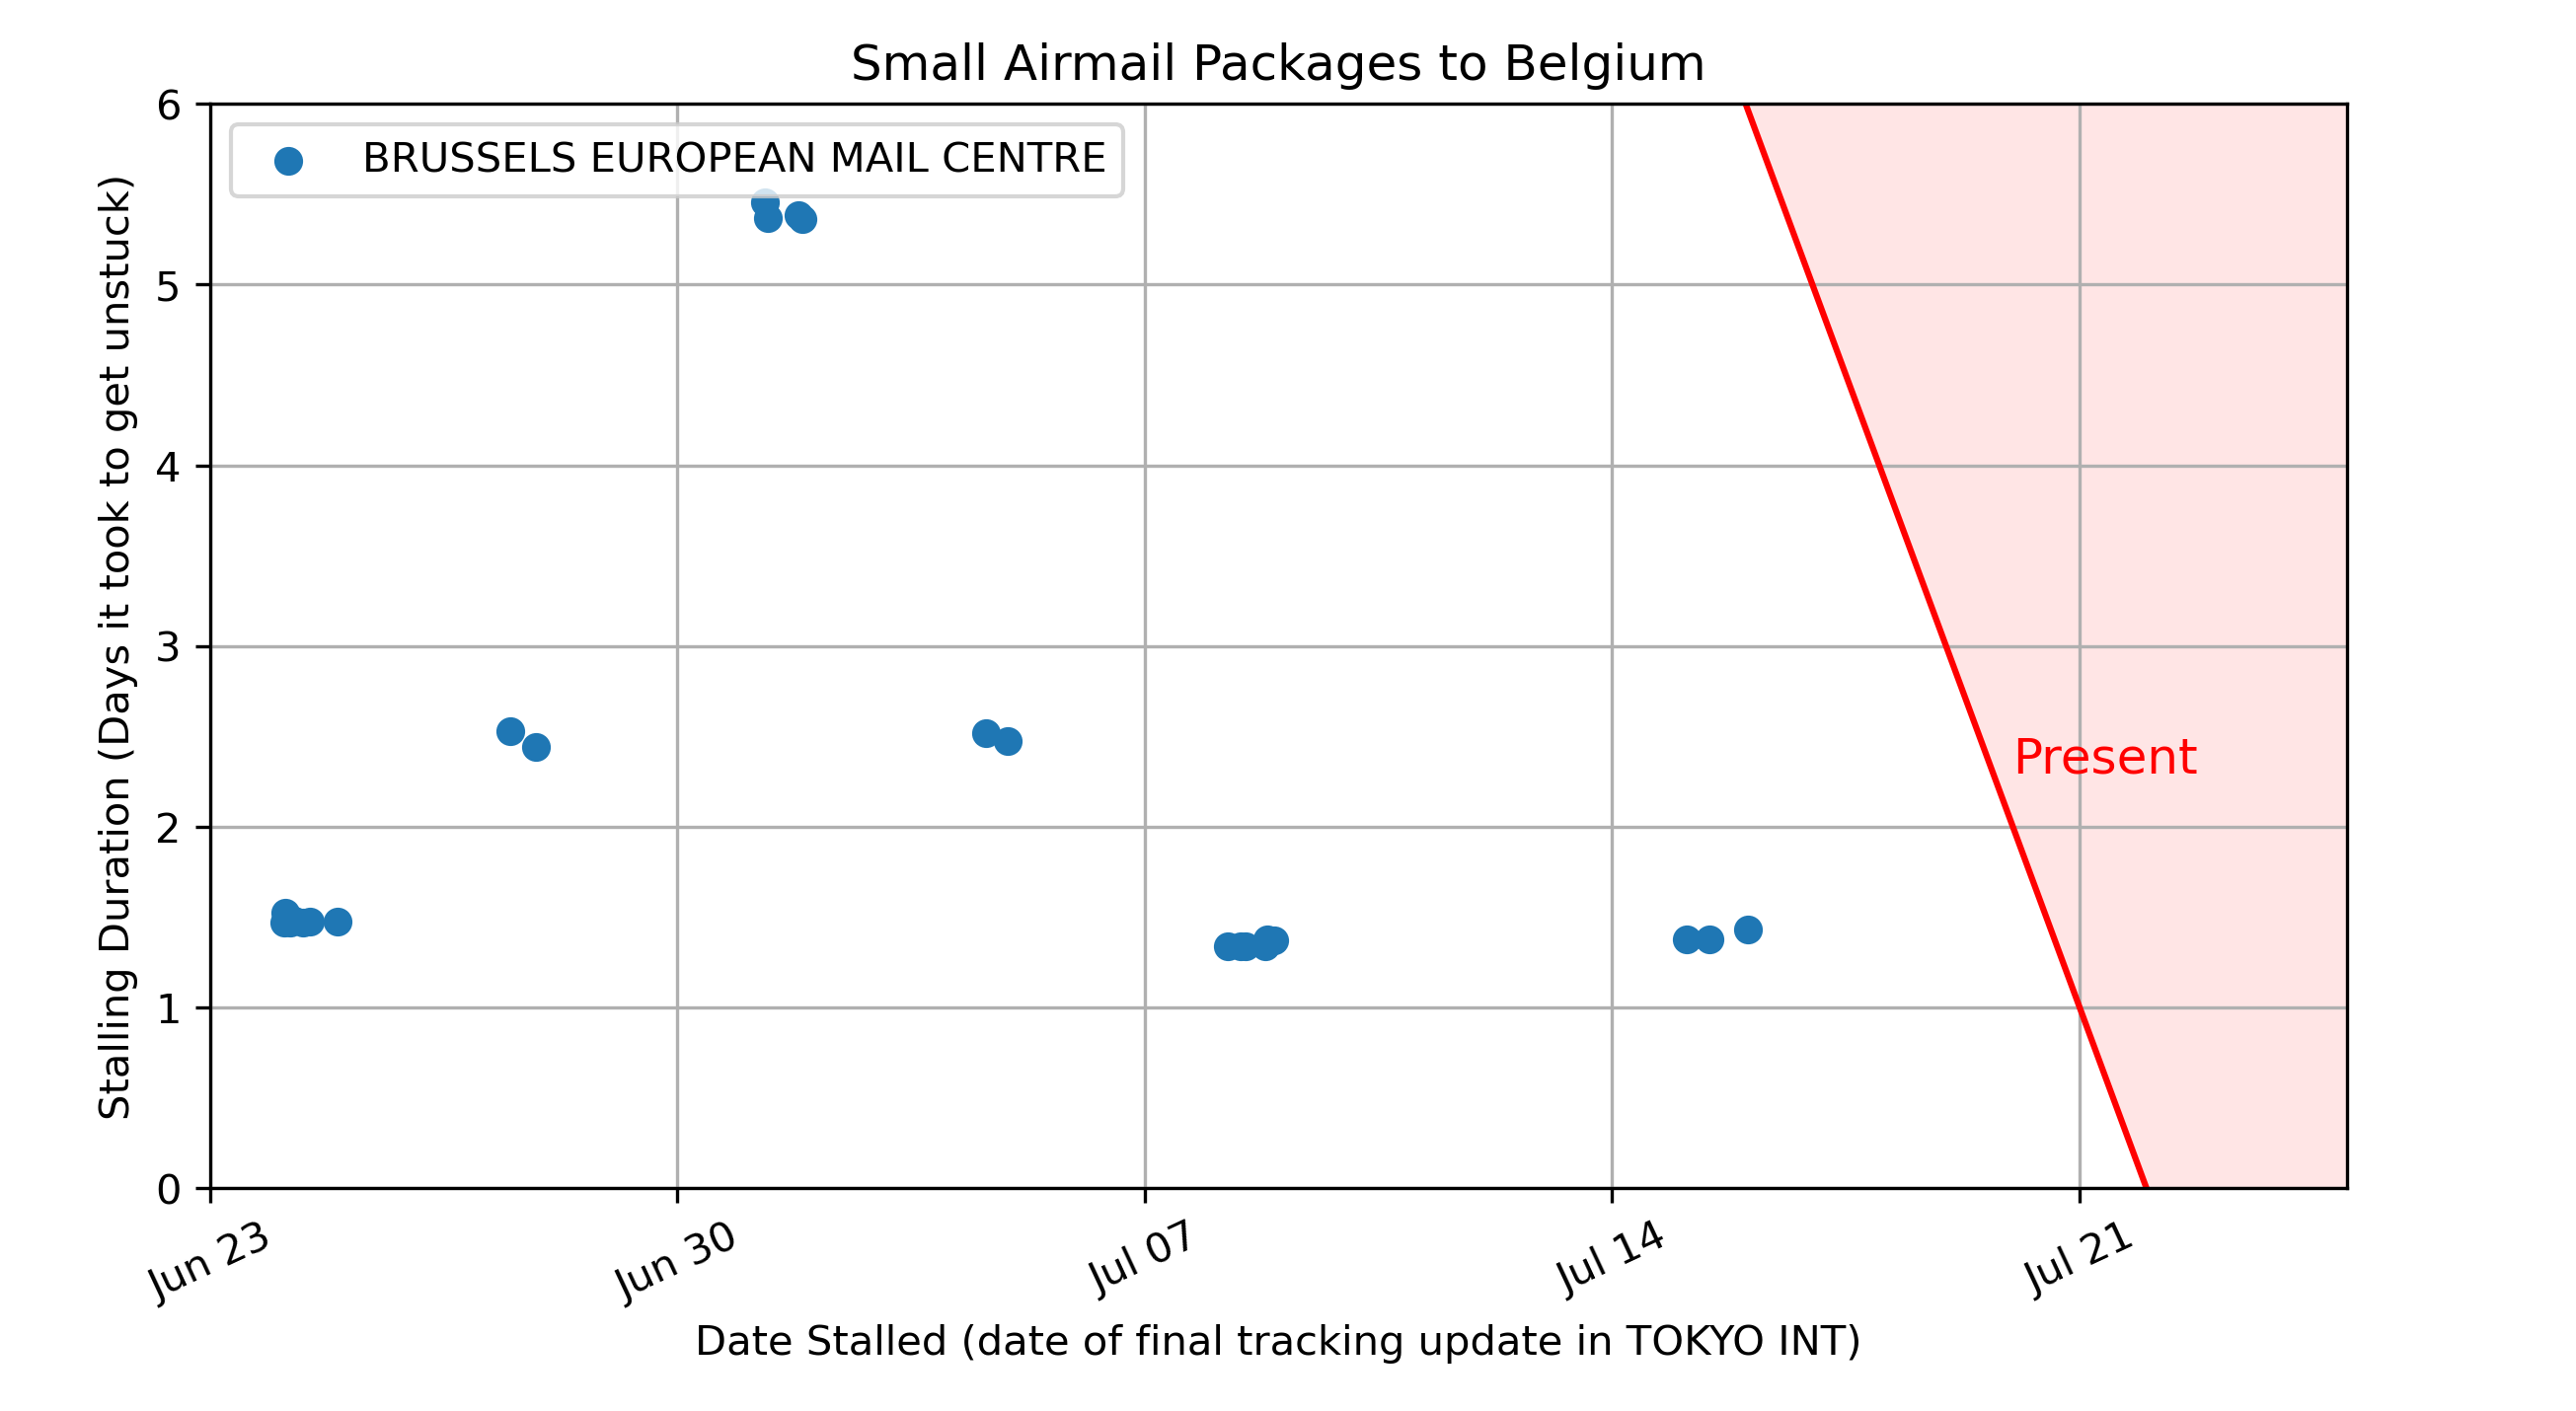 Small Airmail Packages to Belgium
BRUSSELS EUROPEAN MAIL CENTRE
Stalling Duration (Days it took to get unstuck)
6
5
4
3
2
1
0
Present
Jun 23
Jun 30
Jul 07
Jul 14
Jul 21
Date Stalled (date of final tracking update in TOKYO INT)